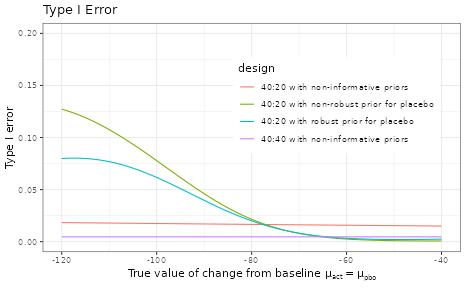 Type I Error
0.20
0.15
0.10
0.05
0.00
Type I error
design
40:20 with non-informative priors
40:20 with non-robust prior for placebo
40:20 with robust prior for placebo
40:40 with non-informative priors
-120 -100 -80 -60 -40
True value of change from baseline μact = μpbo